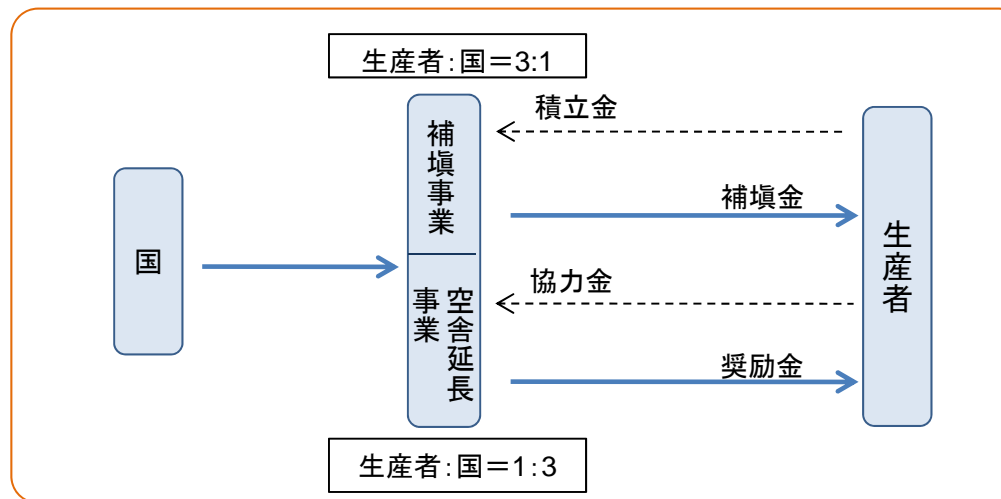 生産者：国＝3:1
積立金
補塡事業
補塡金
国
生産者
協力金
空舎延長
事業
奨励金
生産者：国＝1：3